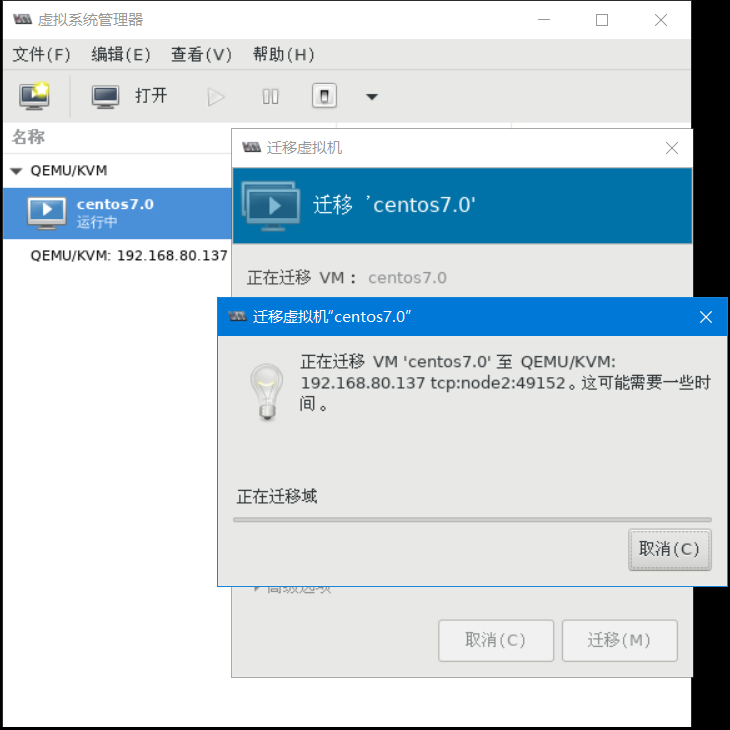 虚拟系统管理器
文件(F) 编辑(E) 查看(V) 帮助(H)
打开
名称
QEMU/KVM
centos7.0
运行中
QEMU/KVM: 192.168.80.137
迁移虚拟机
迁移 'centos7.0'
正在迁移 VM： centos7.0
迁移虚拟机“centos7.0”
正在迁移 VM 'centos7.0' 至 QEMU/KVM:
192.168.80.137 tcp:node2:49152。这可能需要一些时
间。
正在迁移域
取消(C)
高级选项
取消(C) 迁移(M)